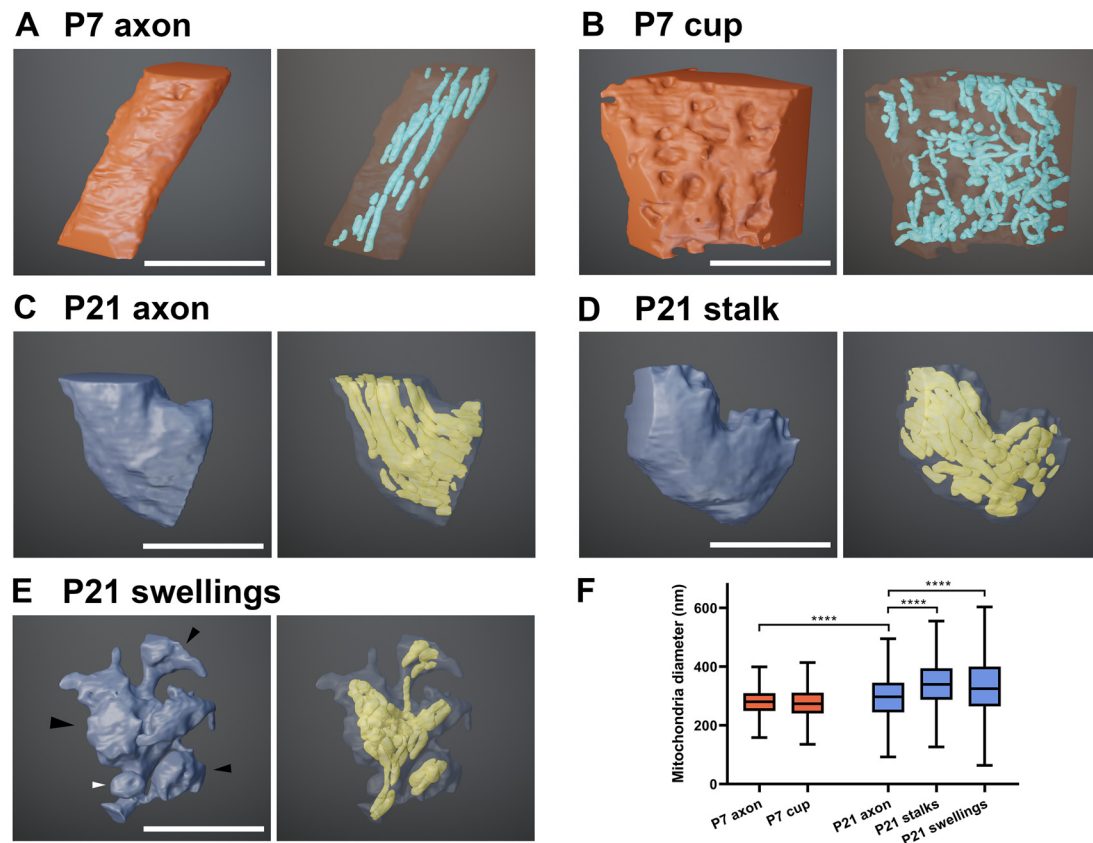 A P7 axon
B P7 cup
C P21 axon
D P21 stalk
E P21 swellings
F
Mitochondria diameter (nm)
600
400
200
0
****
****
****
P7 axon
P7 cup
P21 axon
P21 stalks
P21 swellings